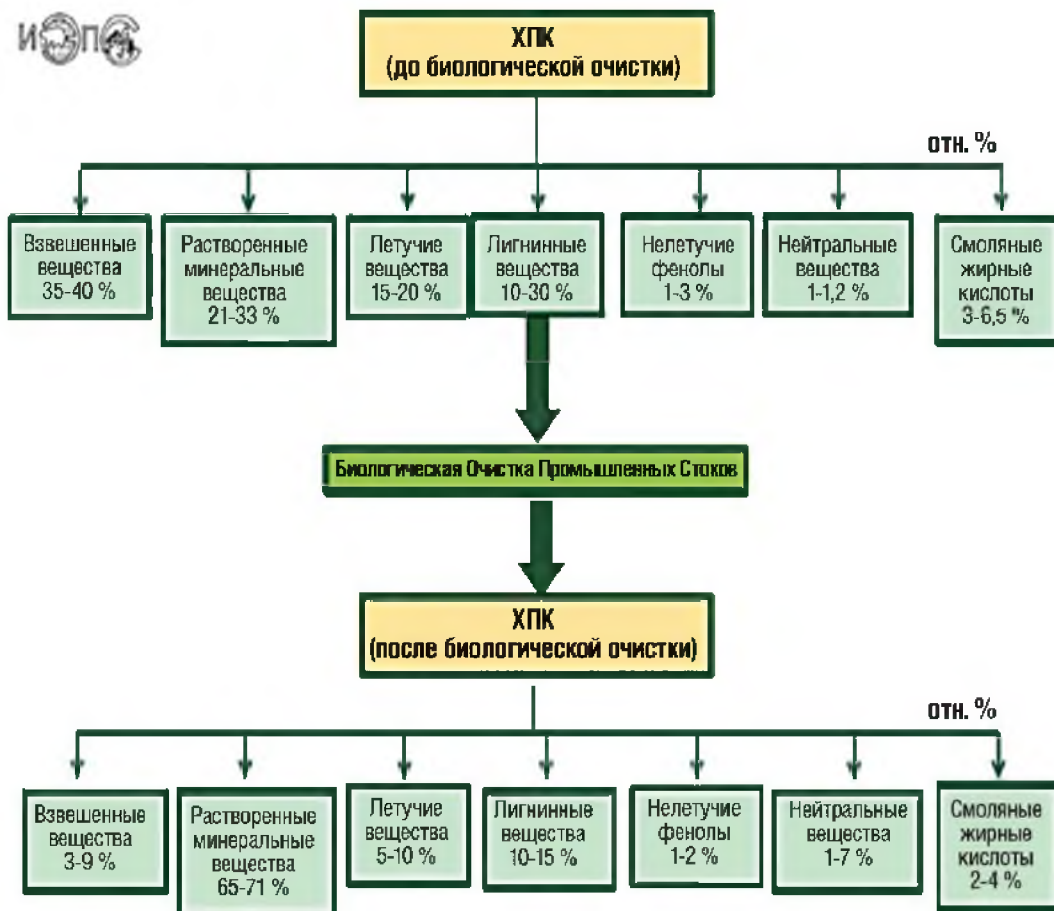 ИЭПС
ХПК
(до биологической очистки)
отн. %
Взвешенные
вещества
35-40 %
Растворенные
минеральные
вещества
21-33 %
Летучие
вещества
15-20 %
Лигнинные
вещества
10-30 %
Нелетучие
фенолы
1-3 %
Нейтральные
вещества
1-1,2 %
Смоляные
жирные
кислоты
3-6,5 %
Биологическая Очистка Промышленных Стоков
ХПК
(после биологической очистки)
отн. %
Взвешенные
вещества
3-9 %
Растворенные
минеральные
вещества
65-71 %
Летучие
вещества
5-10 %
Лигнинные
вещества
10-15 %
Нелетучие
фенолы
1-2 %
Нейтральные
вещества
1-7 %
Смоляные
жирные
кислоты
2-4 %